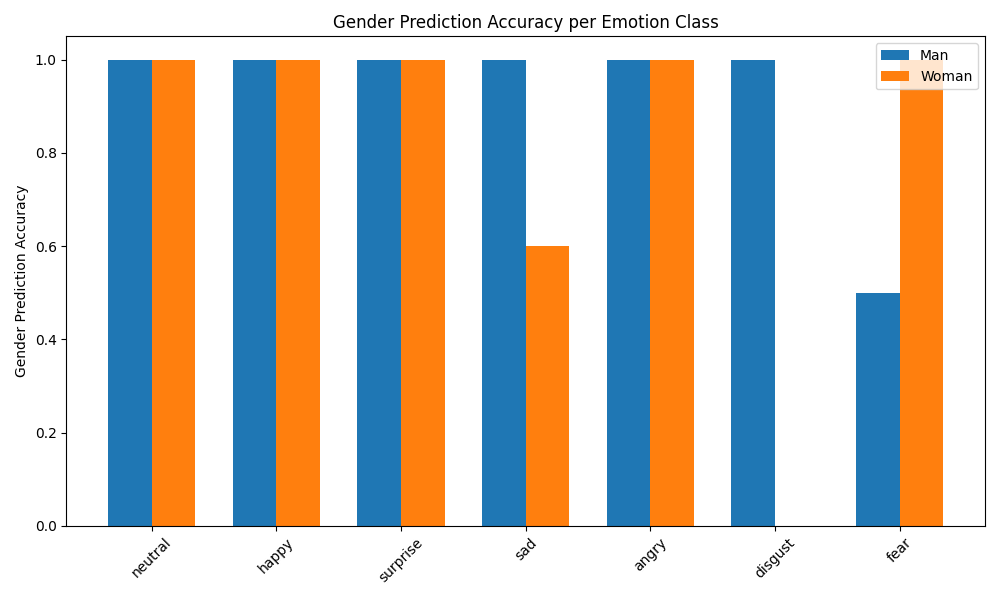 Gender Prediction Accuracy per Emotion Class
Man
Woman
Gender Prediction Accuracy
1.0
0.8
0.6
0.4
0.2
0.0
neutral
happy
surprise
sad
angry
disgust
fear